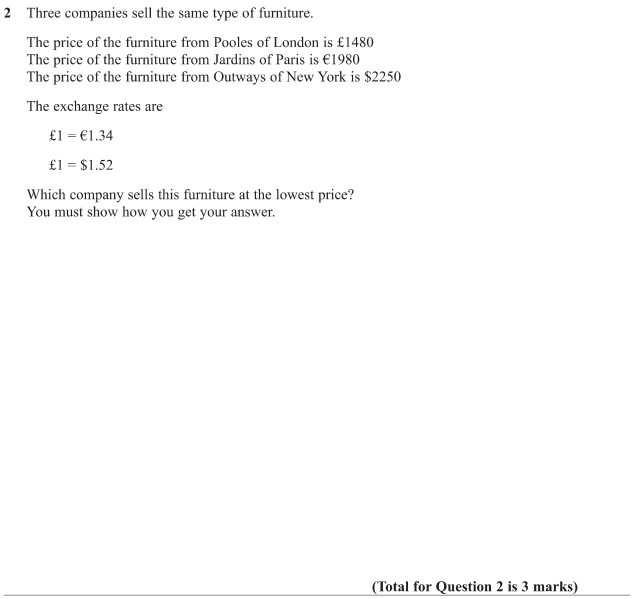 2 Three companies sell the same type of furniture.
The price of the furniture from Pooles of London is £1480
The price of the furniture from Jardins of Paris is €1980
The price of the furniture from Outways of New York is $2250
The exchange rates are
£1 = €1.34
£1 = $1.52
Which company sells this furniture at the lowest price?
You must show how you get your answer.
(Total for Question 2 is 3 marks)